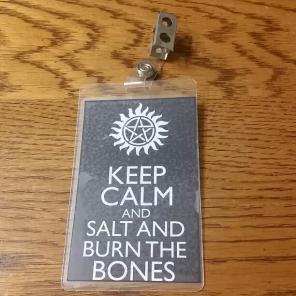 KEEP
CALM
AND
SALT AND
BURN THE
BONES